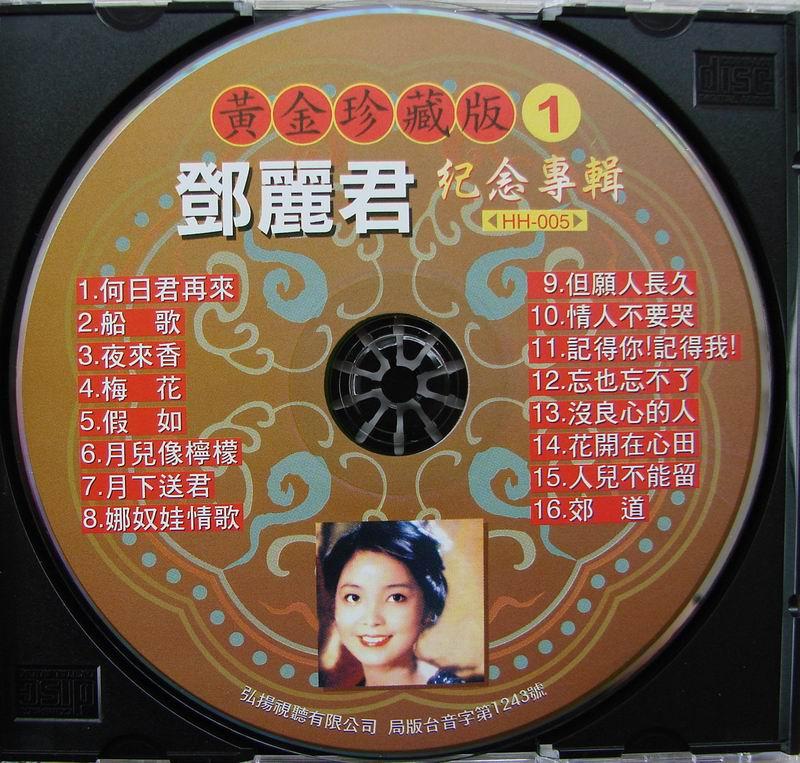 disc
黃金珍藏版 1
鄧麗君 紀念專輯
HH-005
1.何日君再來
2.船 歌
3.夜來香
4.梅 花
5.假 如
6.月兒像檸檬
7.月下送君
8.娜奴娃情歌
9.但願人長久
10.情人不要哭
11.記得你!記得我!
12.忘也忘不了
13.沒良心的人
14.花開在心田
15.人兒不能留
16.郊 道
弘揚視聽有限公司 局版台音字第1243號
disc